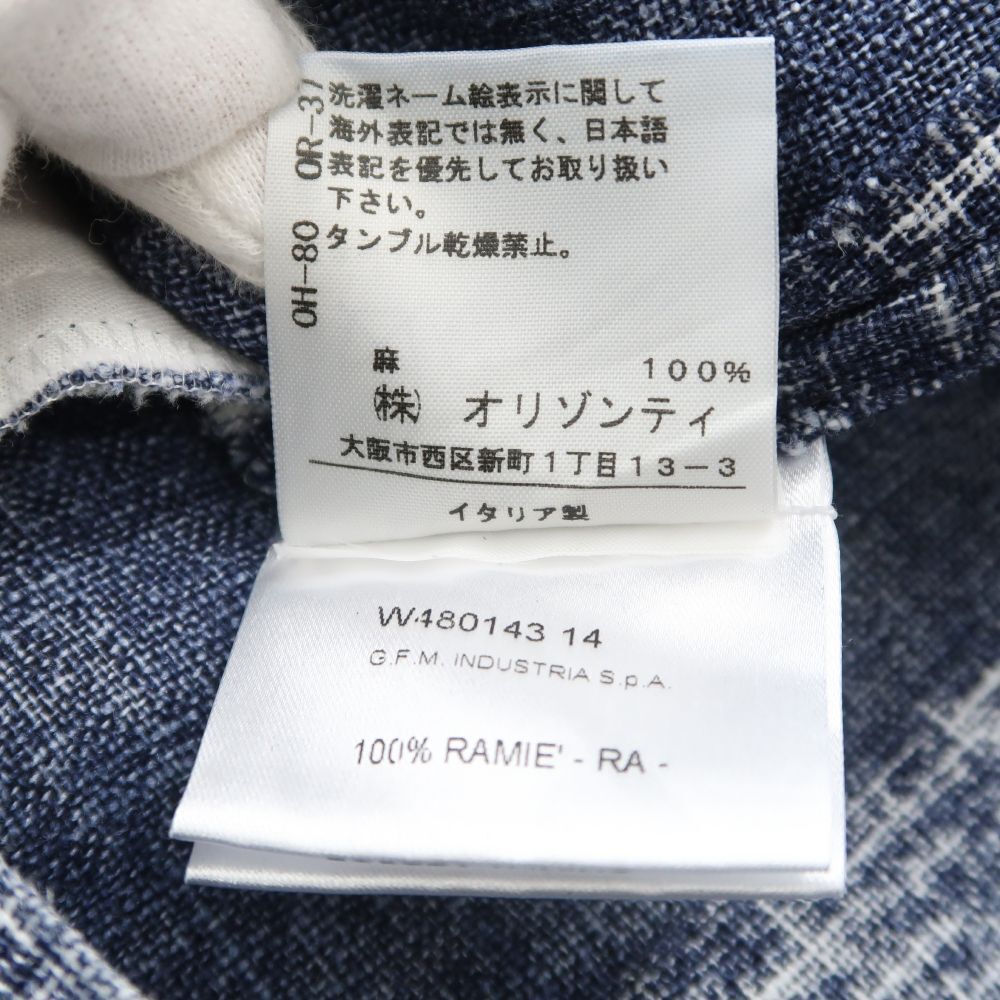 洗濯ネーム絵表示に関して
海外表記では無く、日本語
表記を優先してお取り扱い
下さい。
タンブル乾燥禁止。
OH-80 OR-37
麻 100%
㈱ オリゾンティ
大阪市西区新町1丁目13-3
イタリア製
W480143 14
G.F.M. INDUSTRIA S.p.A.
100% RAMIE' - RA -